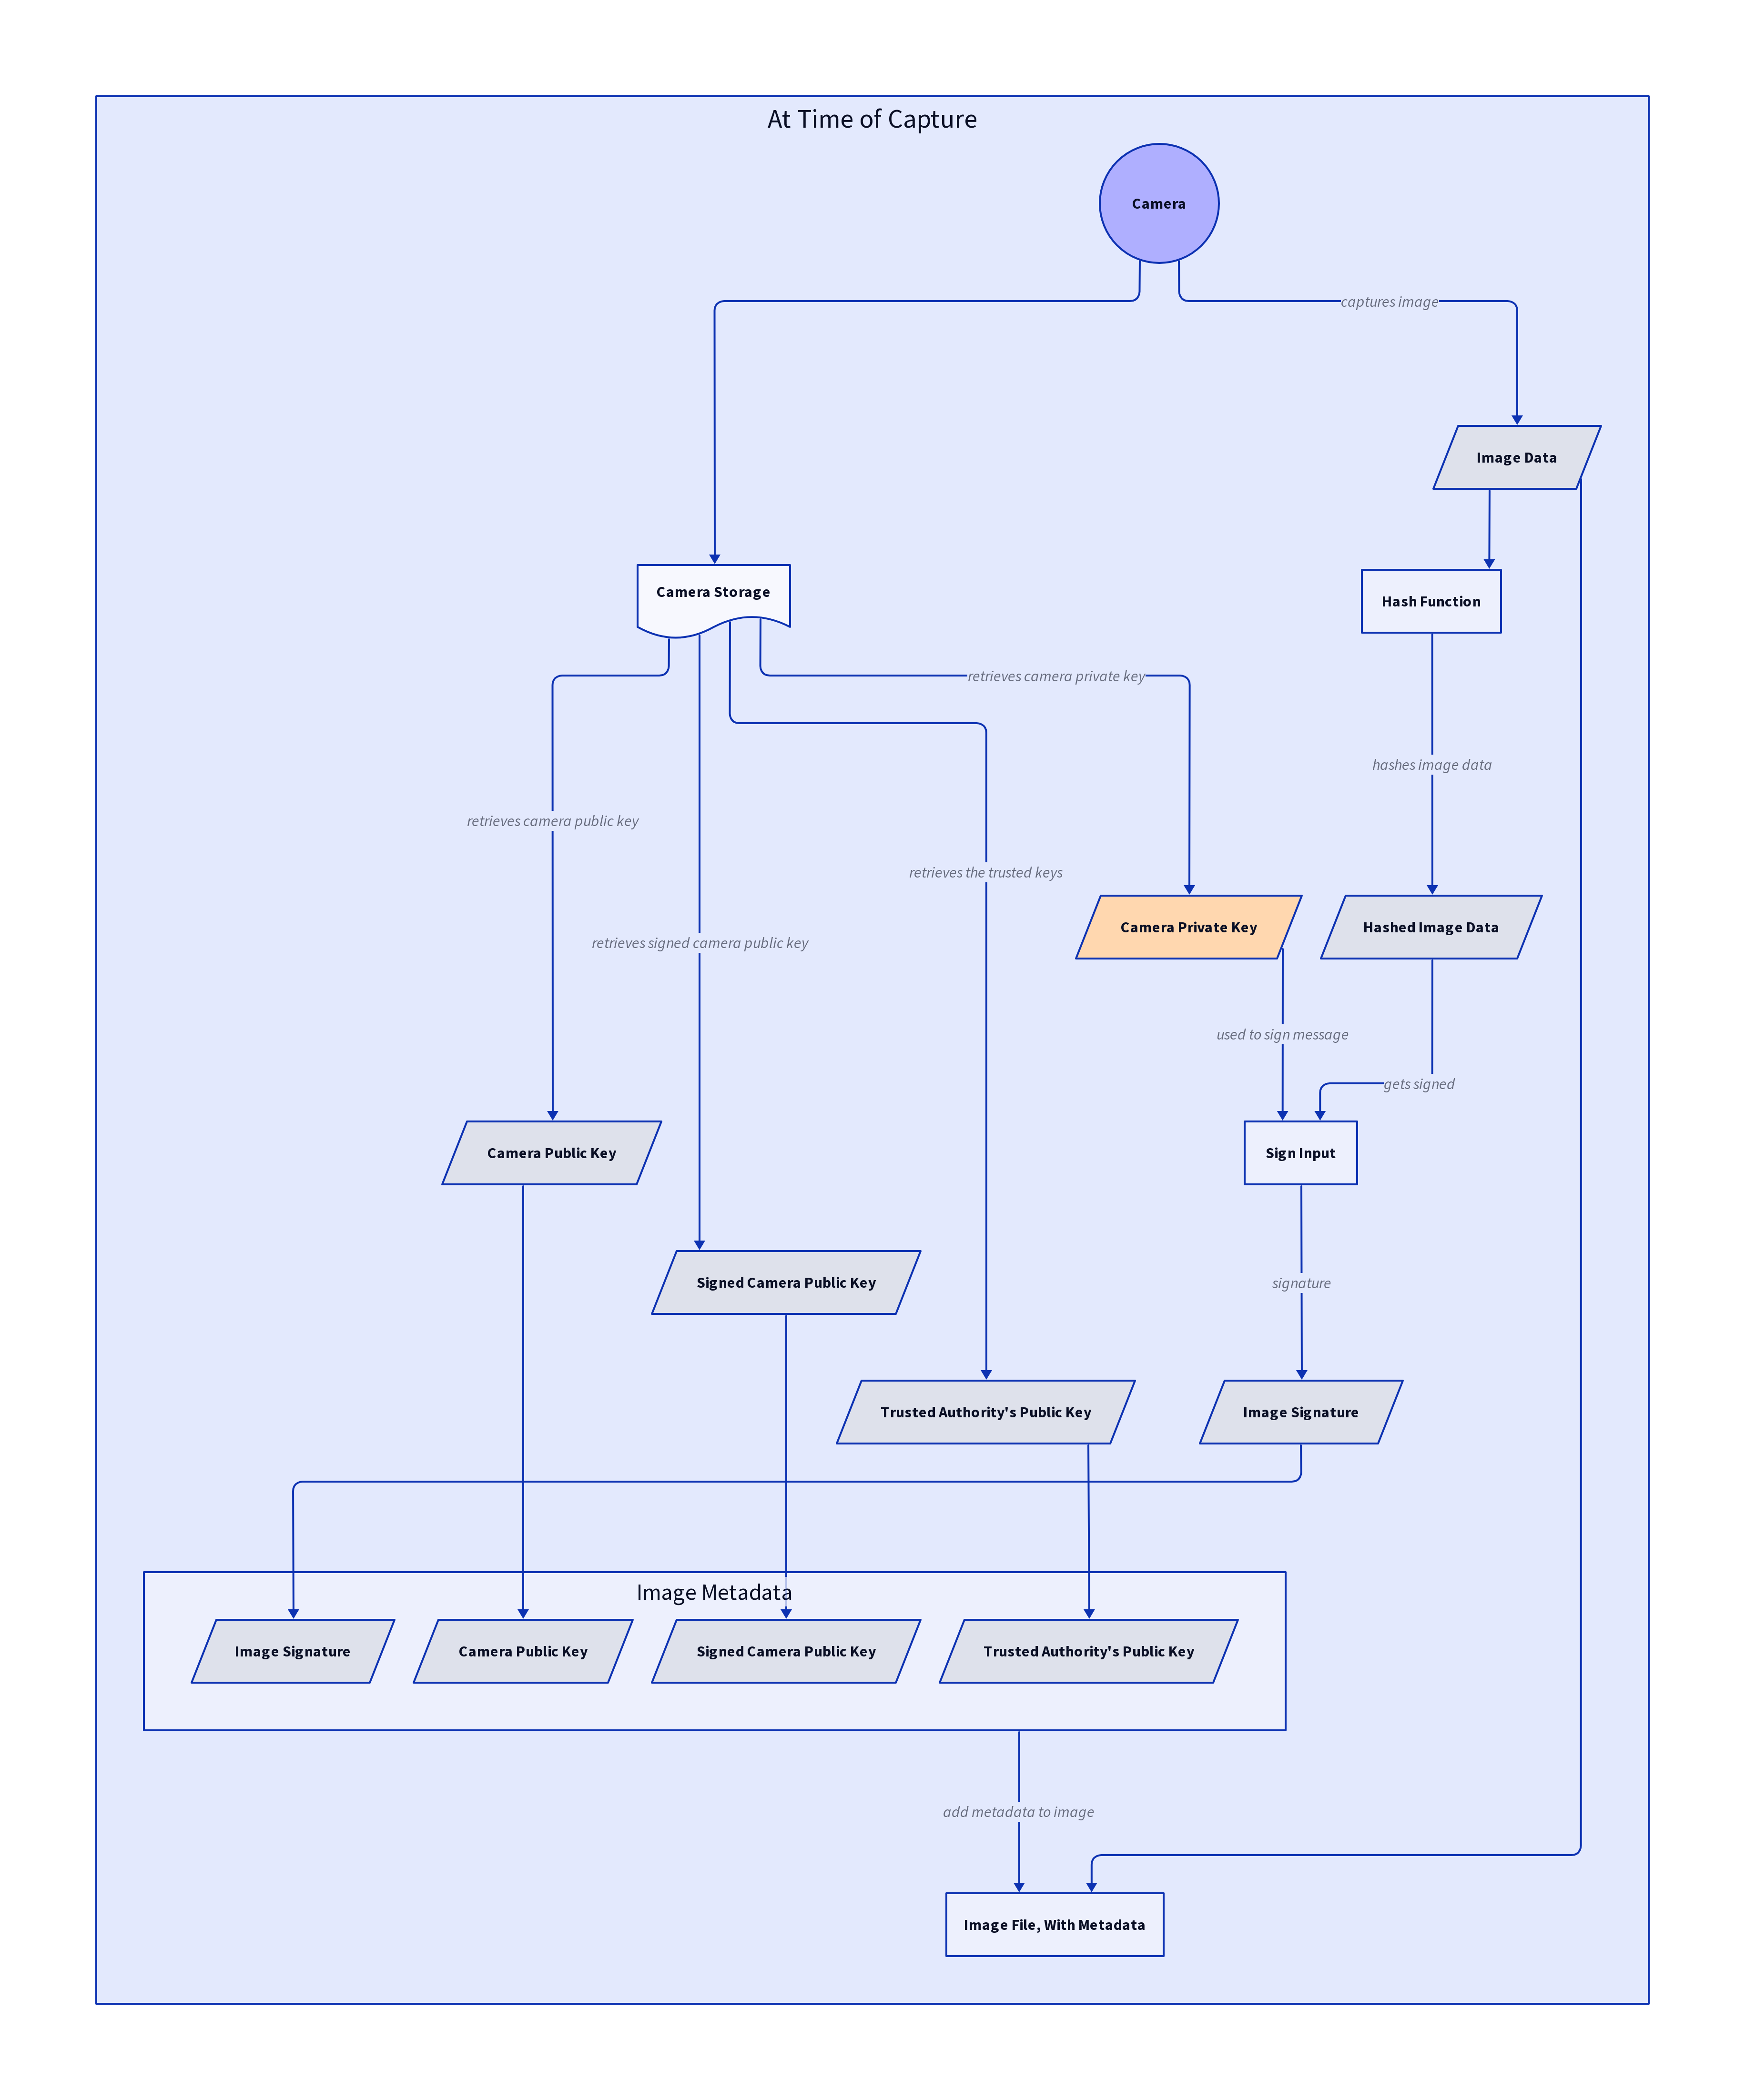 At Time of Capture
Camera
captures image
Image Data
Camera Storage
Hash Function
retrieves camera private key
hashes image data
retrieves camera public key
retrieves the trusted keys
Camera Private Key
Hashed Image Data
retrieves signed camera public key
used to sign message
gets signed
Camera Public Key
Sign Input
Signed Camera Public Key
signature
Trusted Authority's Public Key
Image Signature
Image Metadata
Image Signature
Camera Public Key
Signed Camera Public Key
Trusted Authority's Public Key
add metadata to image
Image File, With Metadata